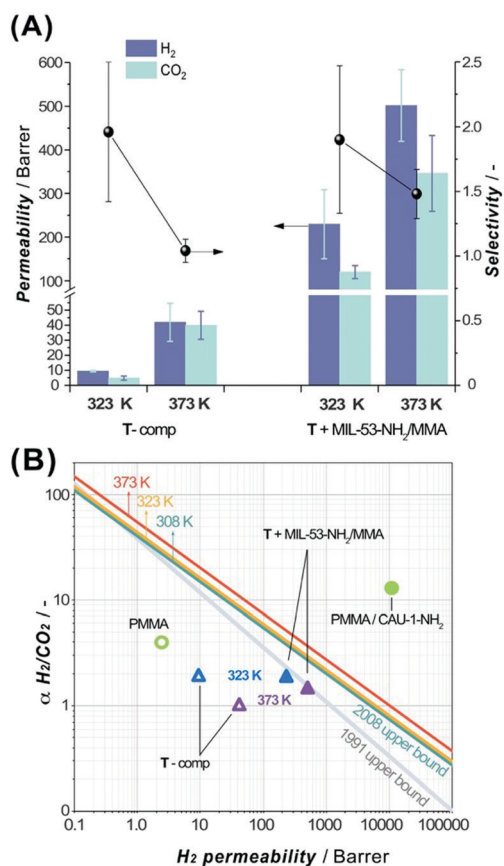 (A)
H2
CO2
Permeability / Barrer
600
500
400
300
200
100
50
40
30
20
10
0
Selectivity / -
2.5
2.0
1.5
1.0
0.5
0
323 K
373 K
323 K
373 K
T- comp
T + MIL-53-NH2/MMA
(B)
α H2/CO2 / -
100
10
1
0
373 K
323 K
308 K
T + MIL-53-NH2/MMA
PMMA
PMMA / CAU-1-NH2
323 K
373 K
T - comp
2008 upper bound
1991 upper bound
0.1
1.0
10
100
1000
10000
100000
H2 permeability / Barrer